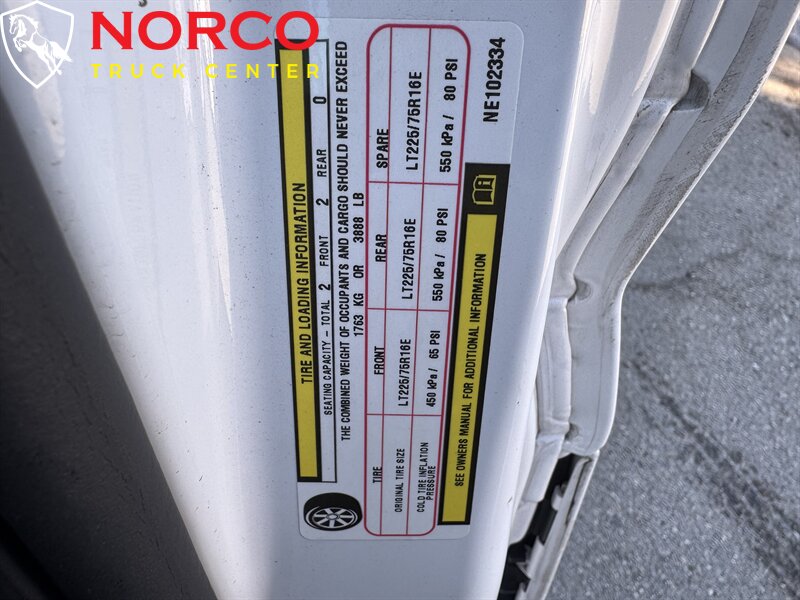 NORCO
TRUCK CENTER
TIRE AND LOADING INFORMATION
SEATING CAPACITY - TOTAL 2 FRONT 2 REAR 0
THE COMBINED WEIGHT OF OCCUPANTS AND CARGO SHOULD NEVER EXCEED
1763 KG OR 3888 LB
TIRE FRONT REAR SPARE
ORIGINAL TIRE SIZE LT225/75R16E LT225/75R16E LT225/75R16E
COLD TIRE INFLATION
PRESSURE 450 kPa / 65 PSI 550 kPa / 80 PSI 550 kPa / 80 PSI
SEE OWNERS MANUAL FOR ADDITIONAL INFORMATION
NE102334